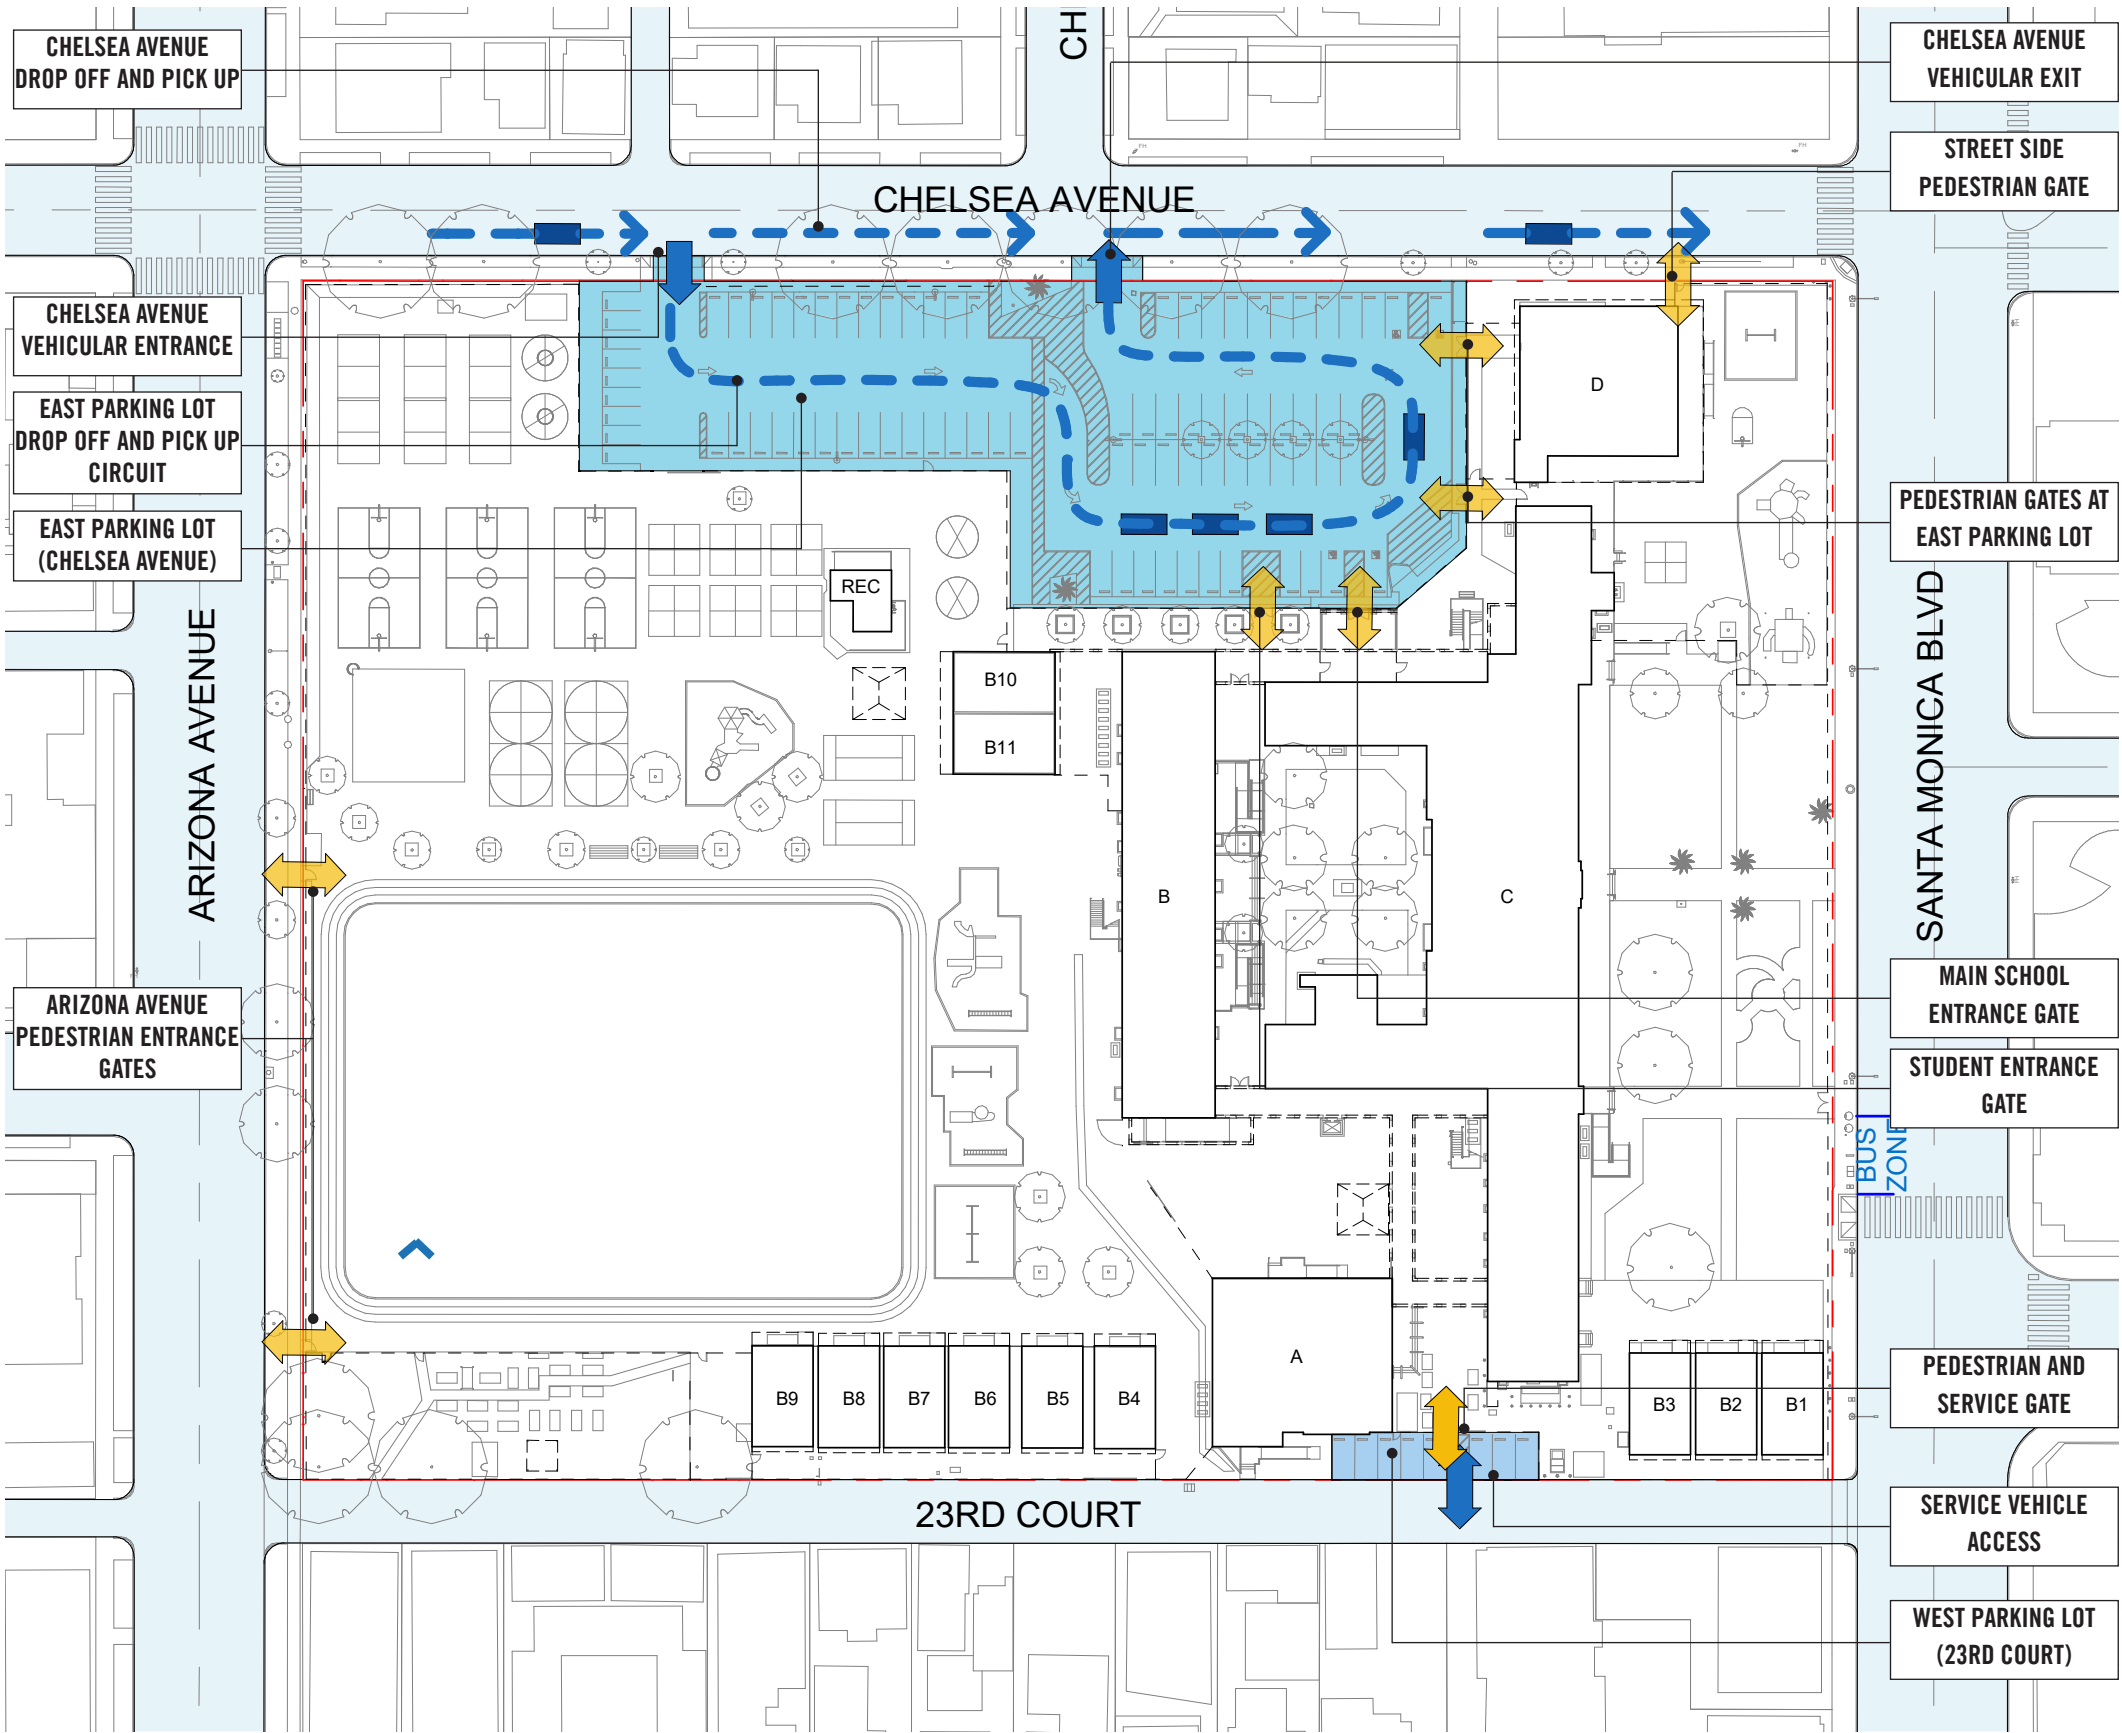 CHELSEA AVENUE
DROP OFF AND PICK UP
CH
CHELSEA AVENUE
VEHICULAR EXIT
FH
FH
STREET SIDE
PEDESTRIAN GATE
CHELSEA AVENUE
CHELSEA AVENUE
VEHICULAR ENTRANCE
EAST PARKING LOT
DROP OFF AND PICK UP
CIRCUIT
EAST PARKING LOT
(CHELSEA AVENUE)
D
PEDESTRIAN GATES AT
EAST PARKING LOT
REC
ARIZONA AVENUE
SANTA MONICA BLVD
B10
B11
B
C
ARIZONA AVENUE
PEDESTRIAN ENTRANCE
GATES
MAIN SCHOOL
ENTRANCE GATE
STUDENT ENTRANCE
GATE
BUS
ZONE
A
B9
B8
B7
B6
B5
B4
B3
B2
B1
PEDESTRIAN AND
SERVICE GATE
23RD COURT
SERVICE VEHICLE
ACCESS
WEST PARKING LOT
(23RD COURT)